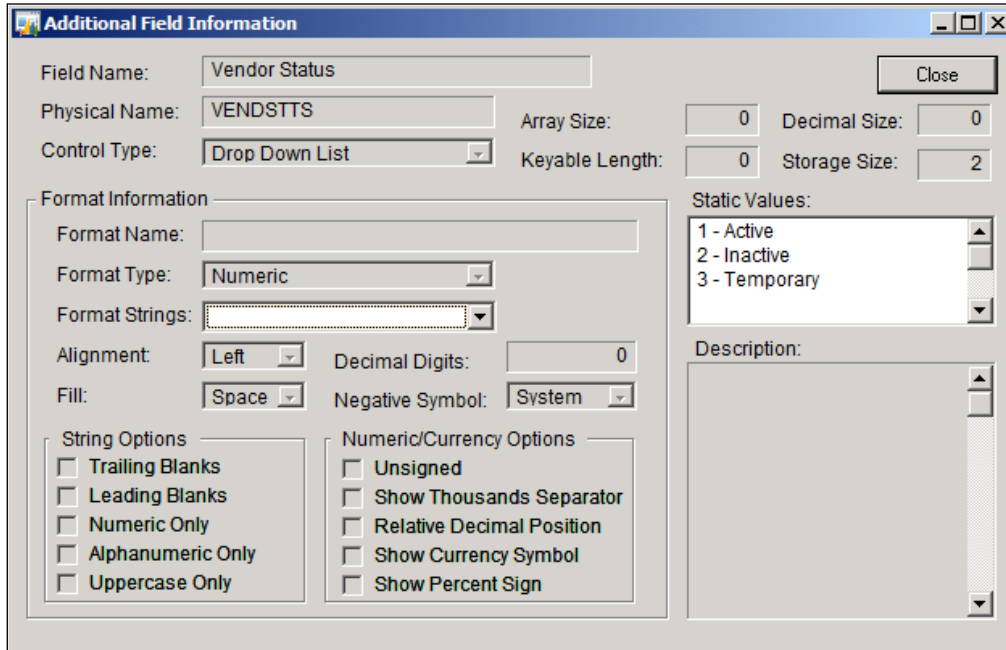 Additional Field Information
Field Name: Vendor Status
Close
Physical Name: VENDSTTS
Array Size: 0 Decimal Size: 0
Control Type: Drop Down List
Keyable Length: 0 Storage Size: 2
Format Information
Static Values:
Format Name:
1 - Active
2 - Inactive
3 - Temporary
Format Type: Numeric
Format Strings:
Alignment: Left Decimal Digits: 0
Description:
Fill: Space Negative Symbol: System
String Options
Trailing Blanks
Leading Blanks
Numeric Only
Alphanumeric Only
Uppercase Only
Numeric/Currency Options
Unsigned
Show Thousands Separator
Relative Decimal Position
Show Currency Symbol
Show Percent Sign